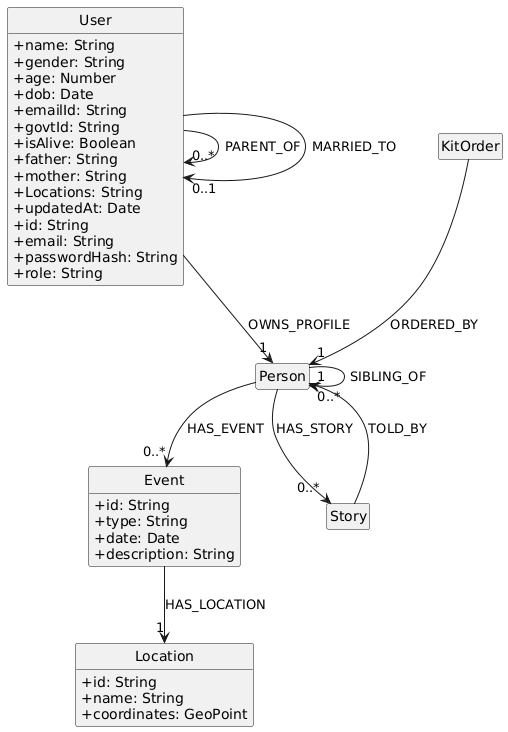 User
+name: String
+gender: String
+age: Number
+dob: Date
+emailId: String
+govtId: String
+isAlive: Boolean
+father: String
+mother: String
+Locations: String
+updatedAt: Date
+id: String
+email: String
+passwordHash: String
+role: String
0..*
PARENT_OF
MARRIED_TO
0..1
KitOrder
OWNS_PROFILE
1
ORDERED_BY
1
Person
1
SIBLING_OF
0..*
HAS_EVENT
HAS_STORY
TOLD_BY
0..*
0..*
Event
+id: String
+type: String
+date: Date
+description: String
Story
HAS_LOCATION
1
Location
+id: String
+name: String
+coordinates: GeoPoint